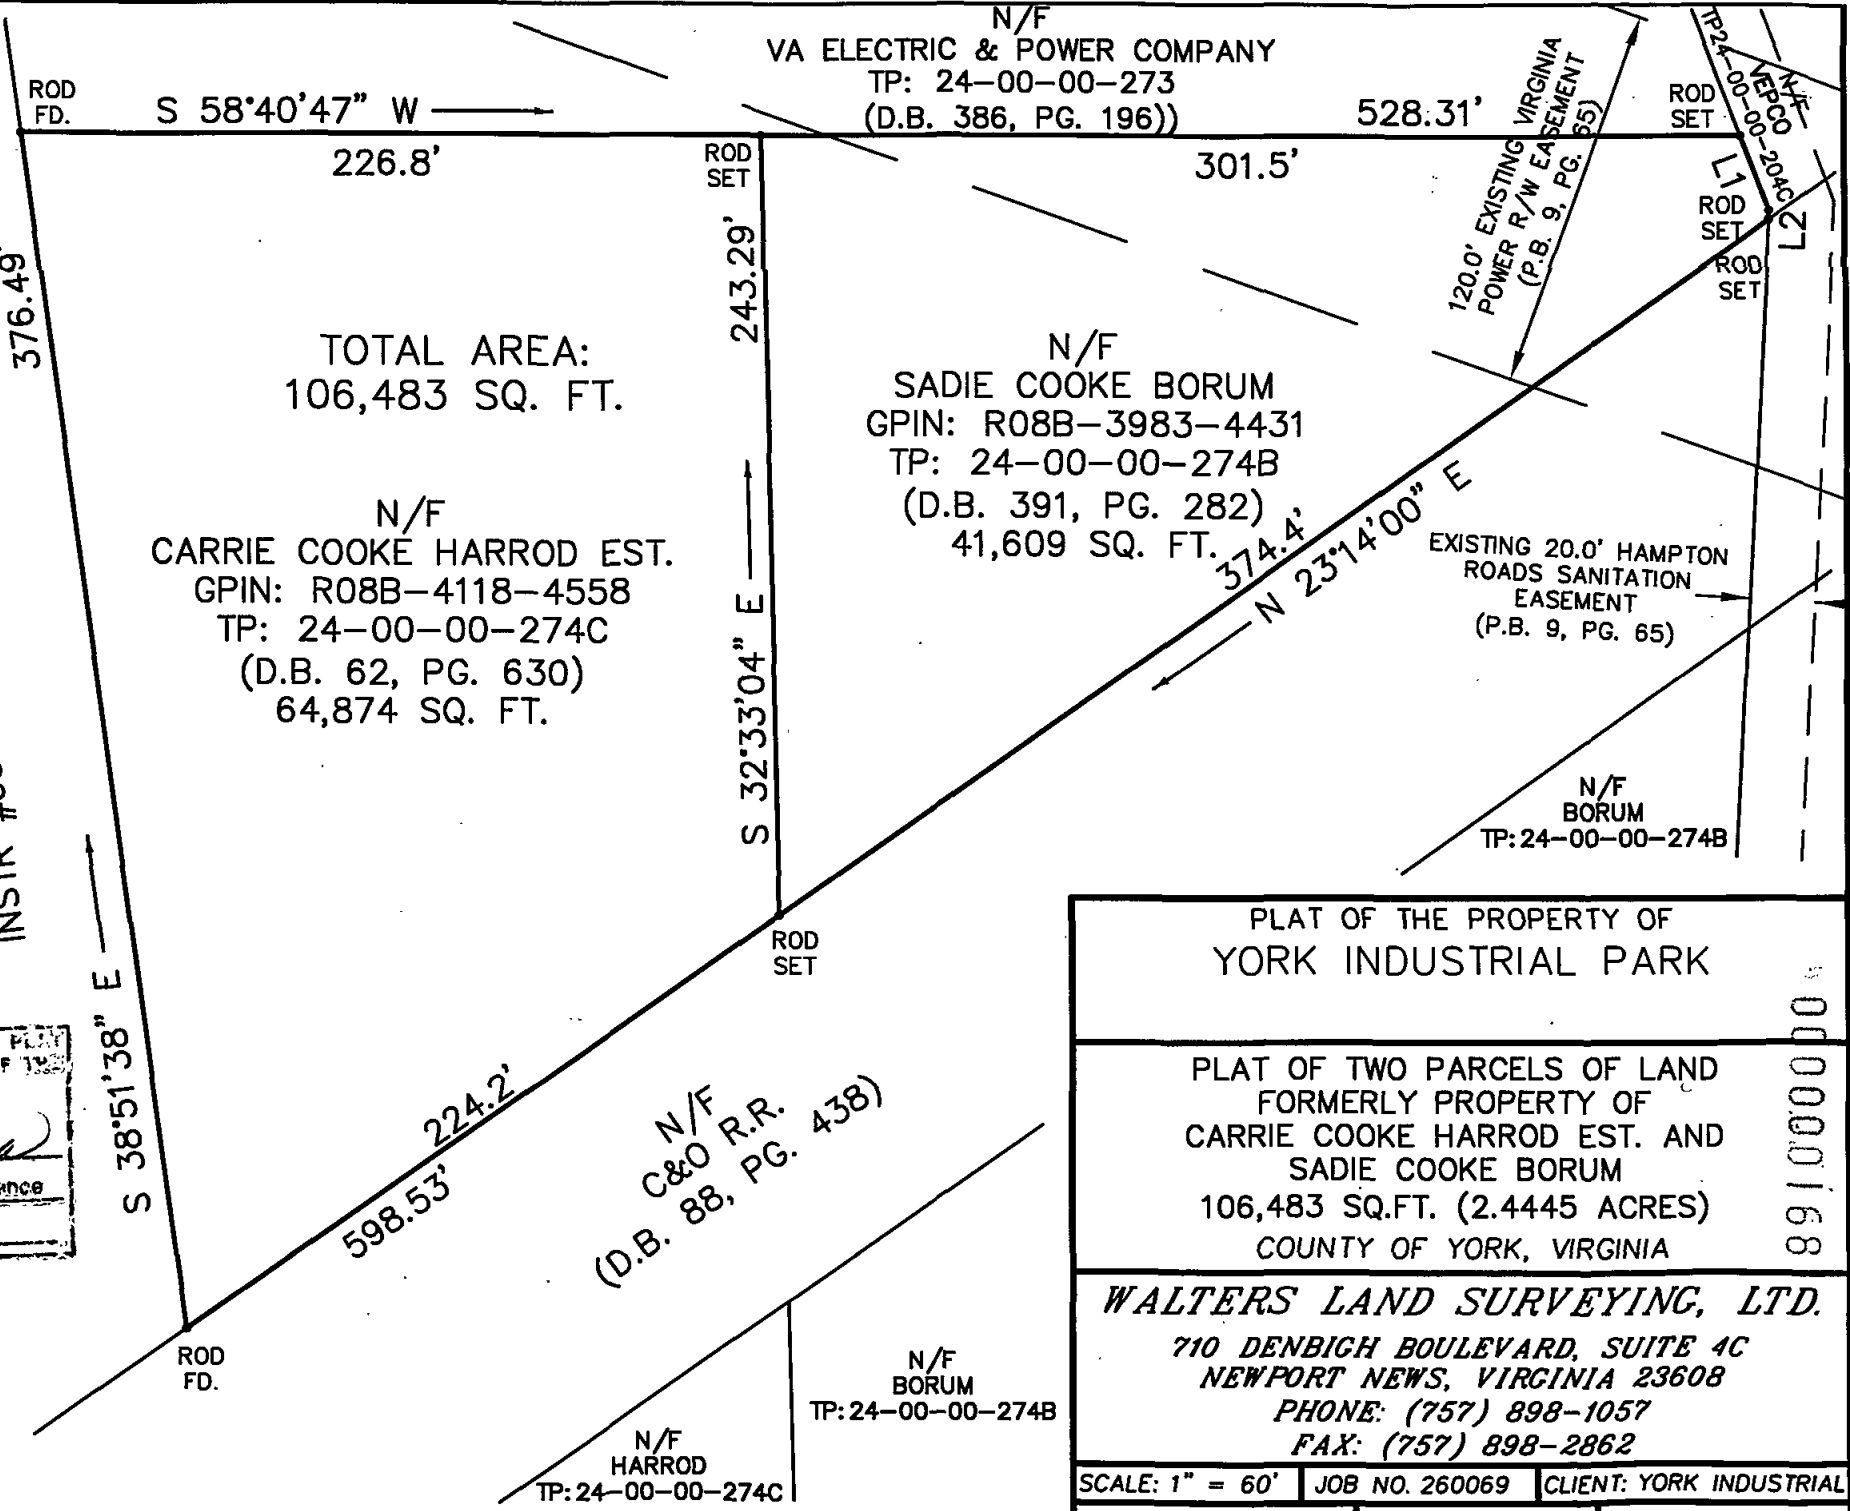 N/F
VA ELECTRIC & POWER COMPANY
TP: 24-00-00-273
(D.B. 386, PG. 196))
ROD
FD.
S 58°40'47" W
528.31'
226.8'
301.5'
ROD
SET
ROD
SET
120.0' EXISTING VIRGINIA
POWER R/W EASEMENT
(P.B. 9, PG. 65)
N/F
VEPCO
TP24-00-00-204C
L1
ROD
SET
L2
ROD
SET
376.49'
243.29'
TOTAL AREA:
106,483 SQ. FT.
N/F
SADIE COOKE BORUM
GPIN: R08B-3983-4431
TP: 24-00-00-274B
(D.B. 391, PG. 282)
41,609 SQ. FT.
N/F
CARRIE COOKE HARROD EST.
GPIN: R08B-4118-4558
TP: 24-00-00-274C
(D.B. 62, PG. 630)
64,874 SQ. FT.
374.4'
N 23°14'00" E
EXISTING 20.0' HAMPTON
ROADS SANITATION
EASEMENT
(P.B. 9, PG. 65)
S 32°33'04" E
N/F
BORUM
TP:24-00-00-274B
INSTR
S 38°51'38" E
ROD
SET
224.2'
598.53'
N/F
C&O R.R.
(D.B. 88, PG. 438)
ROD
FD.
N/F
BORUM
TP:24-00-00-274B
N/F
HARROD
TP:24-00-00-274C
PLAT OF THE PROPERTY OF
YORK INDUSTRIAL PARK
PLAT OF TWO PARCELS OF LAND
FORMERLY PROPERTY OF
CARRIE COOKE HARROD EST. AND
SADIE COOKE BORUM
106,483 SQ.FT. (2.4445 ACRES)
COUNTY OF YORK, VIRGINIA
WALTERS LAND SURVEYING, LTD.
710 DENBIGH BOULEVARD, SUITE 4C
NEWPORT NEWS, VIRGINIA 23608
PHONE: (757) 898-1057
FAX: (757) 898-2862
SCALE: 1" = 60'
JOB NO. 260069
CLIENT: YORK INDUSTRIAL